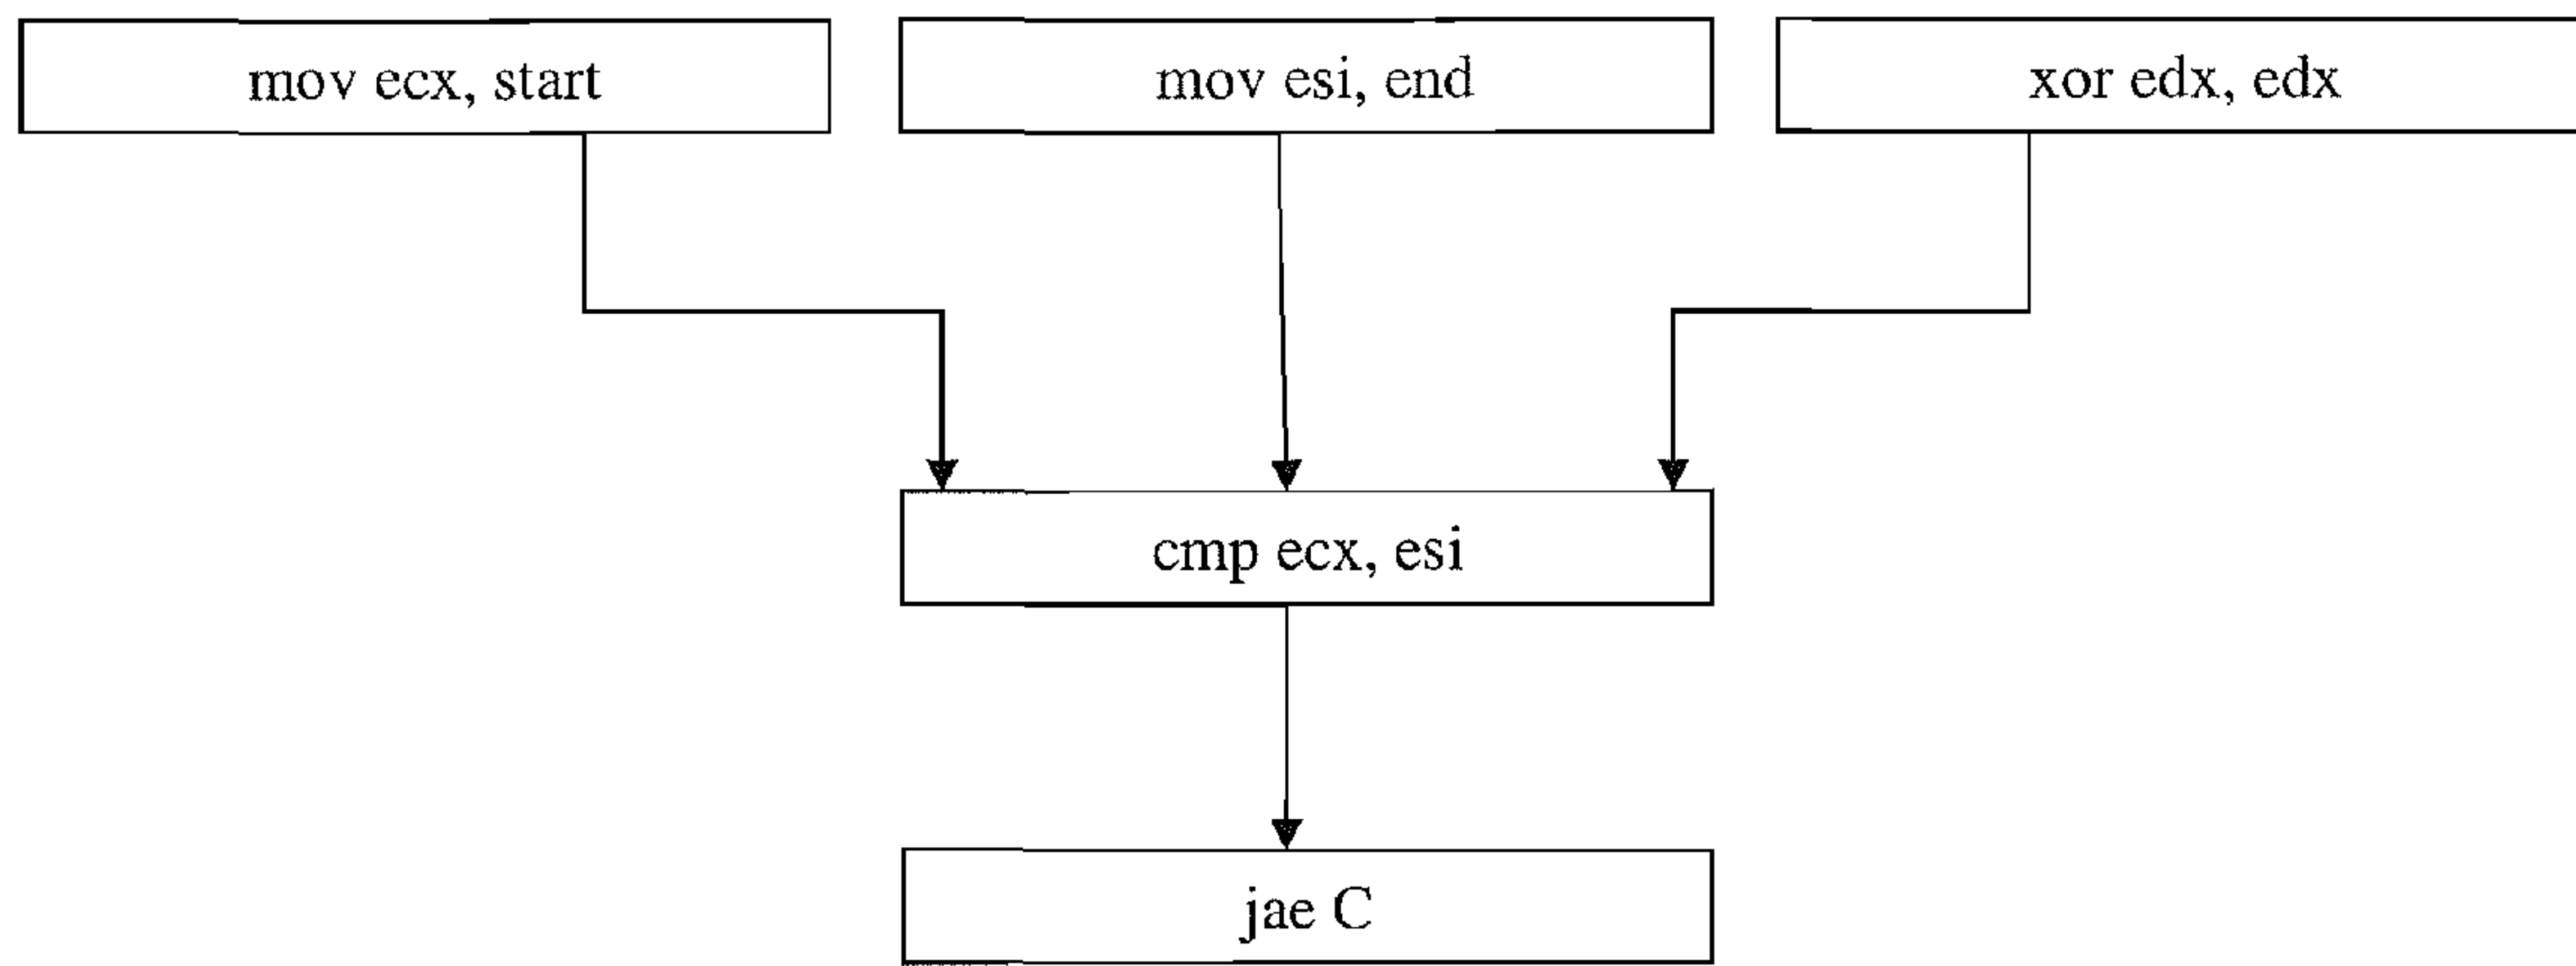 mov ecx, start
mov esi, end
xor edx, edx
cmp ecx, esi
jae C